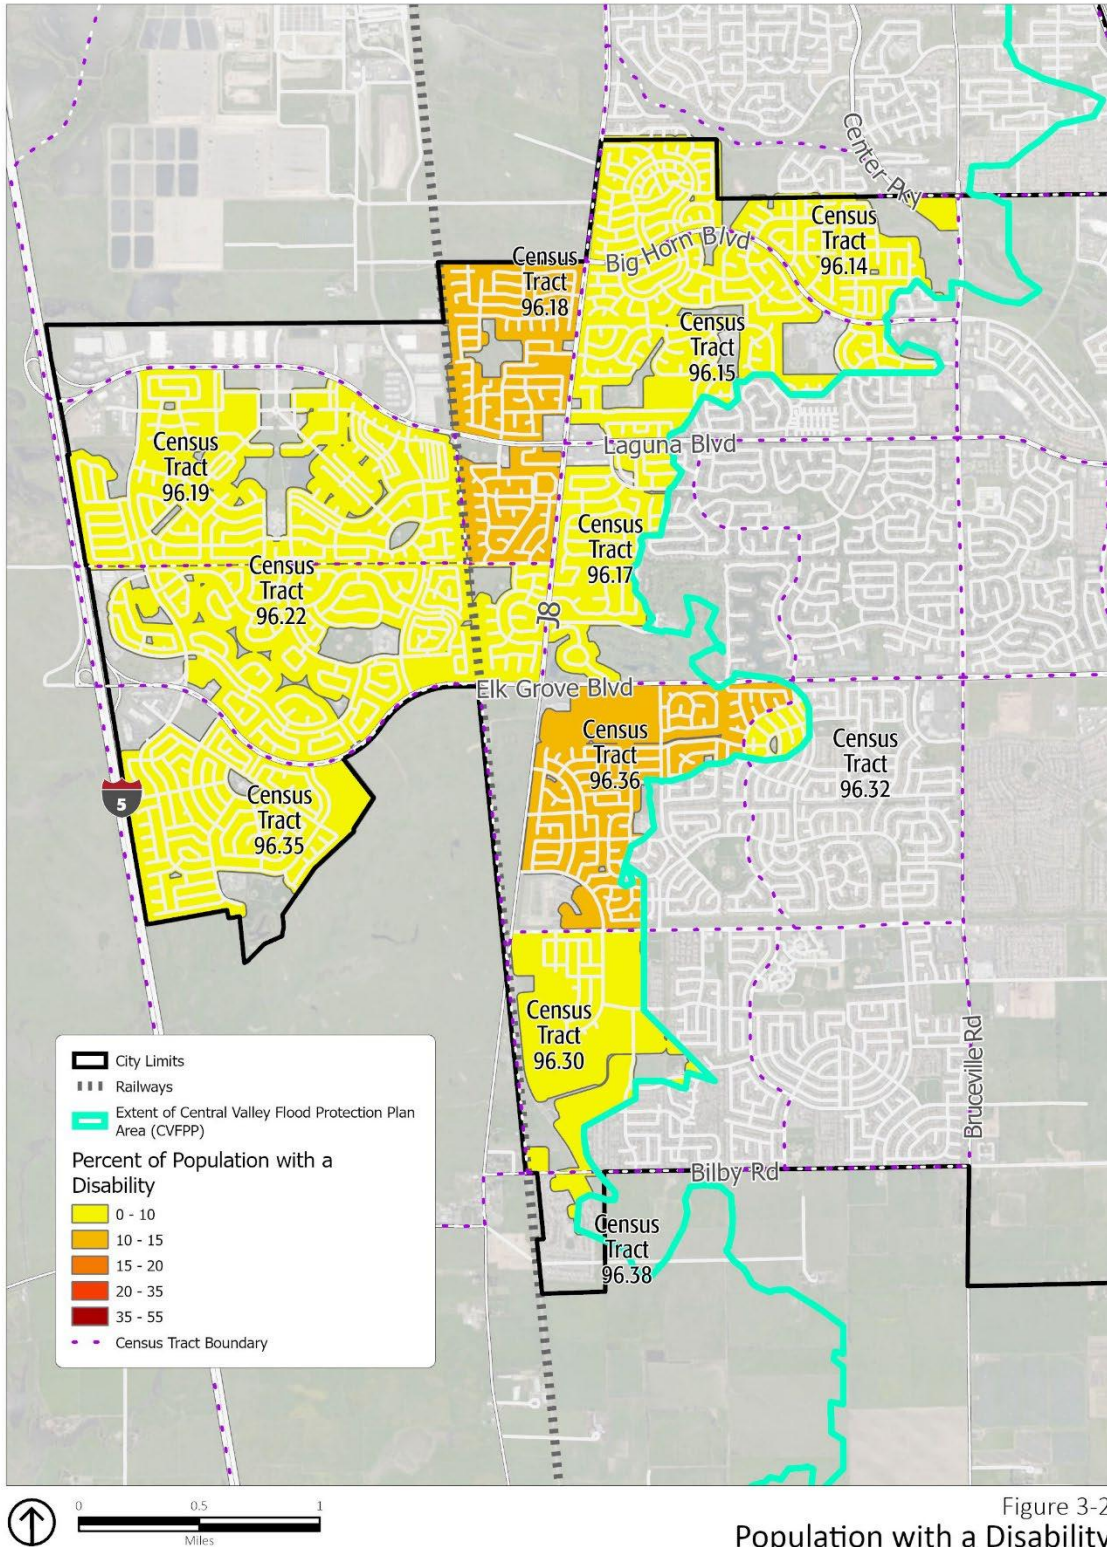 Center Pky
Census
Tract
96.14
Big Horn Blvd
Census
Tract
96.18
Census
Tract
96.15
Census
Tract
96.19
Laguna Blvd
Census
Tract
96.17
Census
Tract
96.22
J8
Elk Grove Blvd
Census
Tract
96.36
Census
Tract
96.32
5
Census
Tract
96.35
Census
Tract
96.30
Bruceville Rd
Bilby Rd
Census
Tract
96.38
City Limits
Railways
Extent of Central Valley Flood Protection Plan
Area (CVFPP)
Percent of Population with a
Disability
0 - 10
10 - 15
15 - 20
20 - 35
35 - 55
Census Tract Boundary
0 0.5 1
Miles
Figure 3-2
Population with a Disability